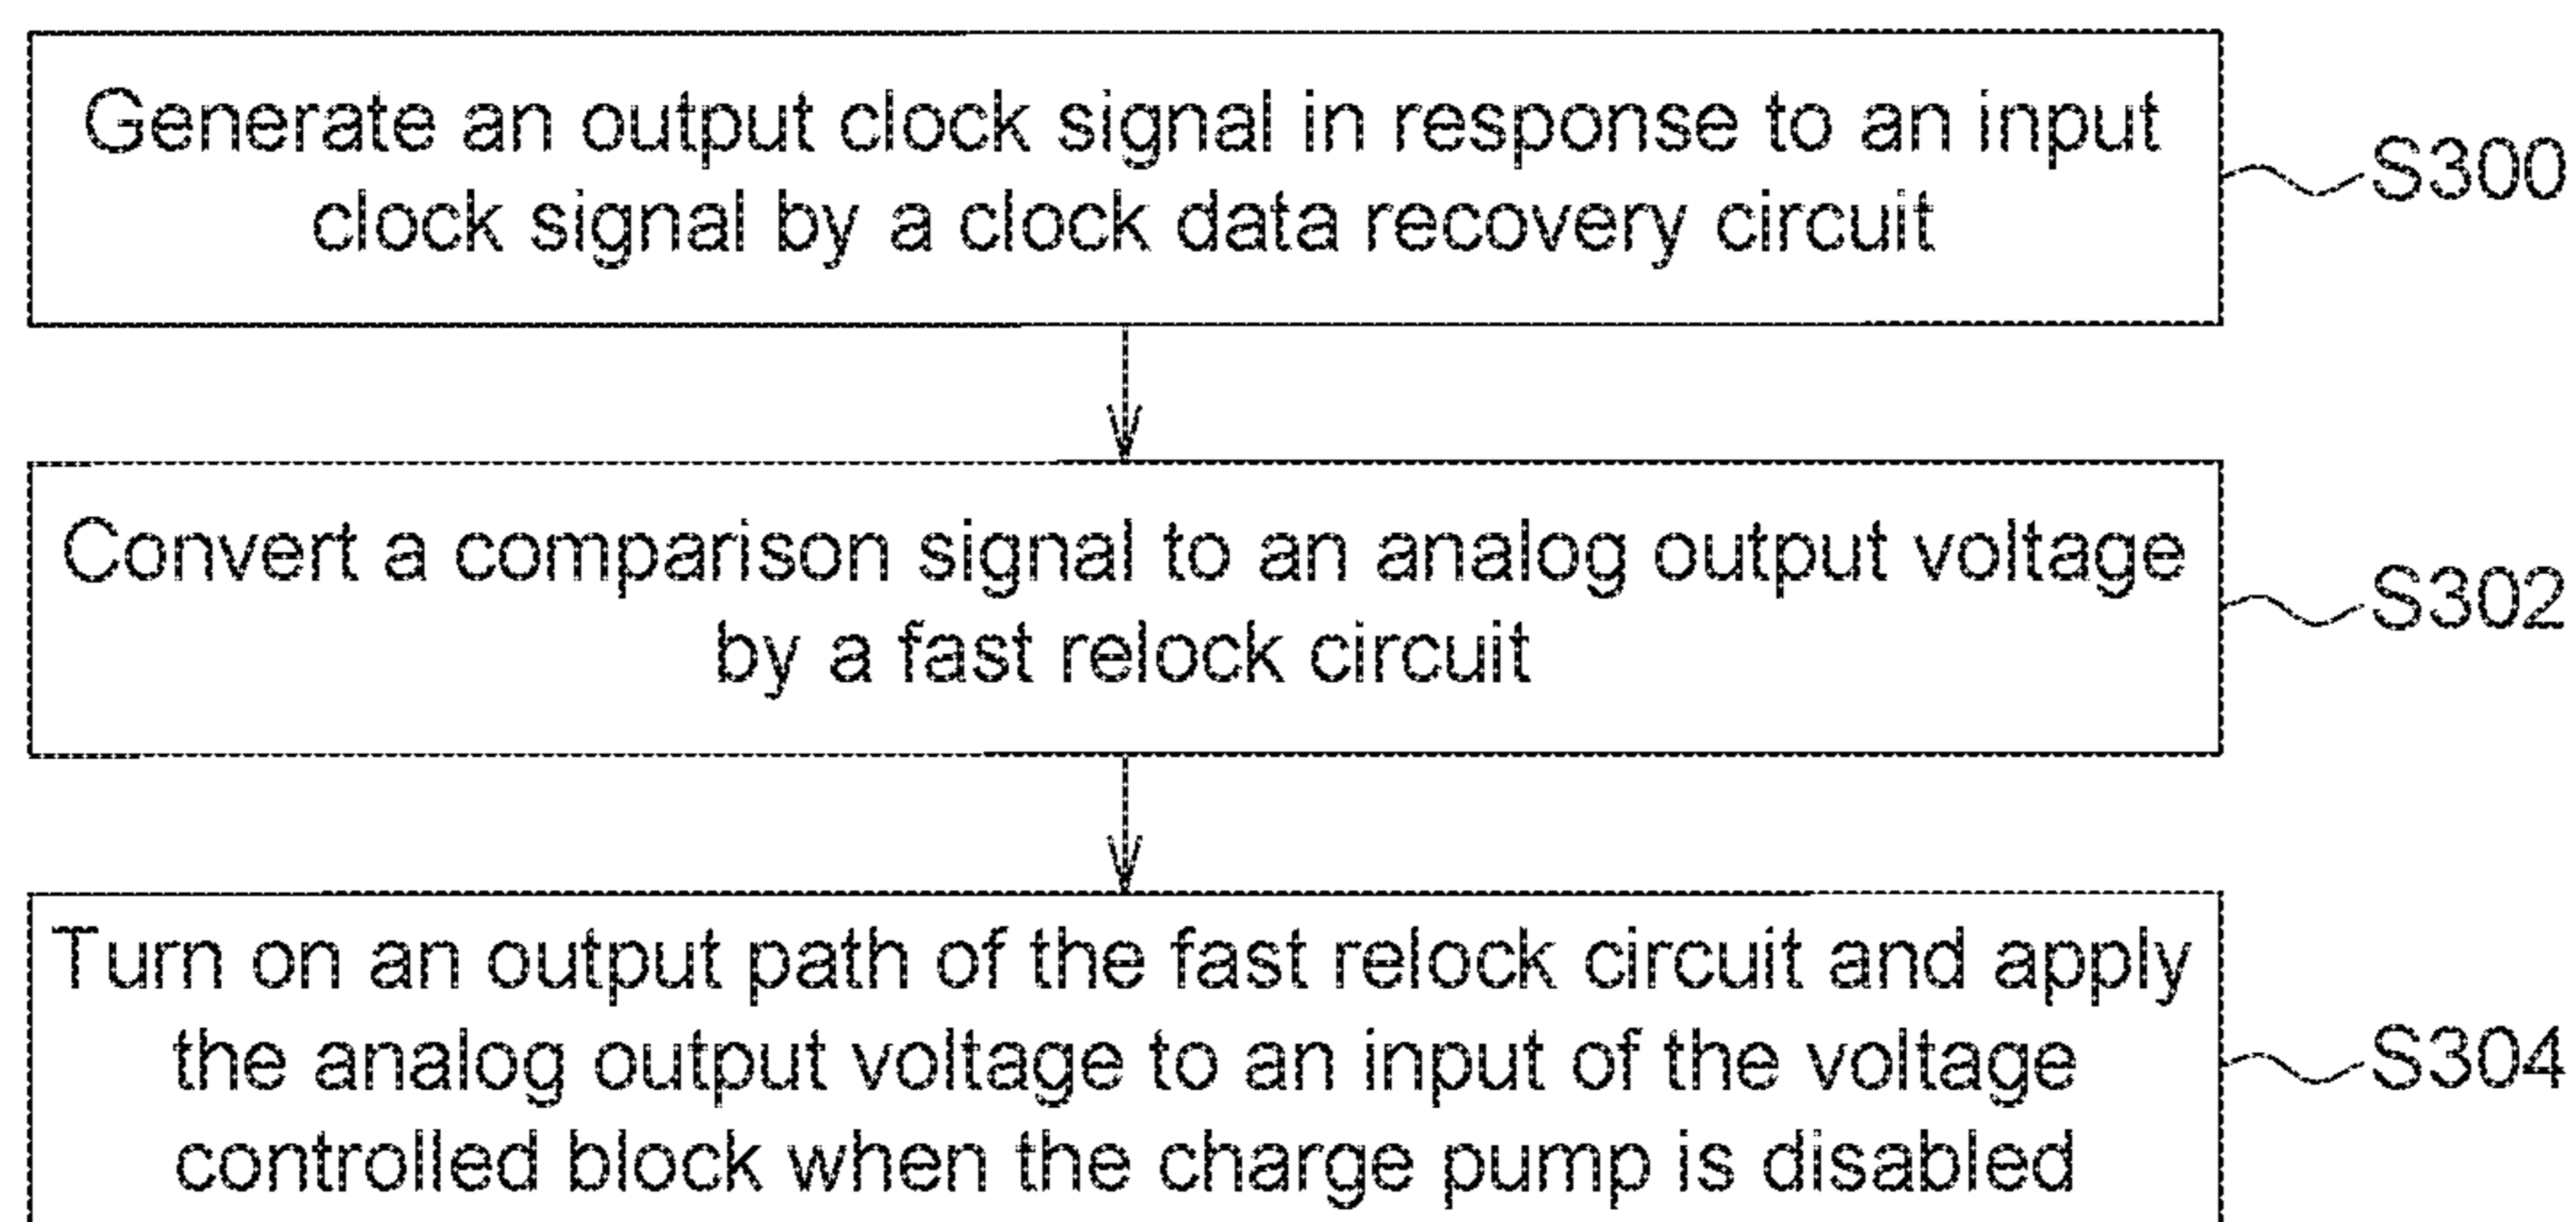 Generate an output clock signal in response to an input
clock signal by a clock data recovery circuit
S300
Convert a comparison signal to an analog output voltage
by a fast relock circuit
S302
Turn on an output path of the fast relock circuit and apply
the analog output voltage to an input of the voltage
controlled block when the charge pump is disabled
S304